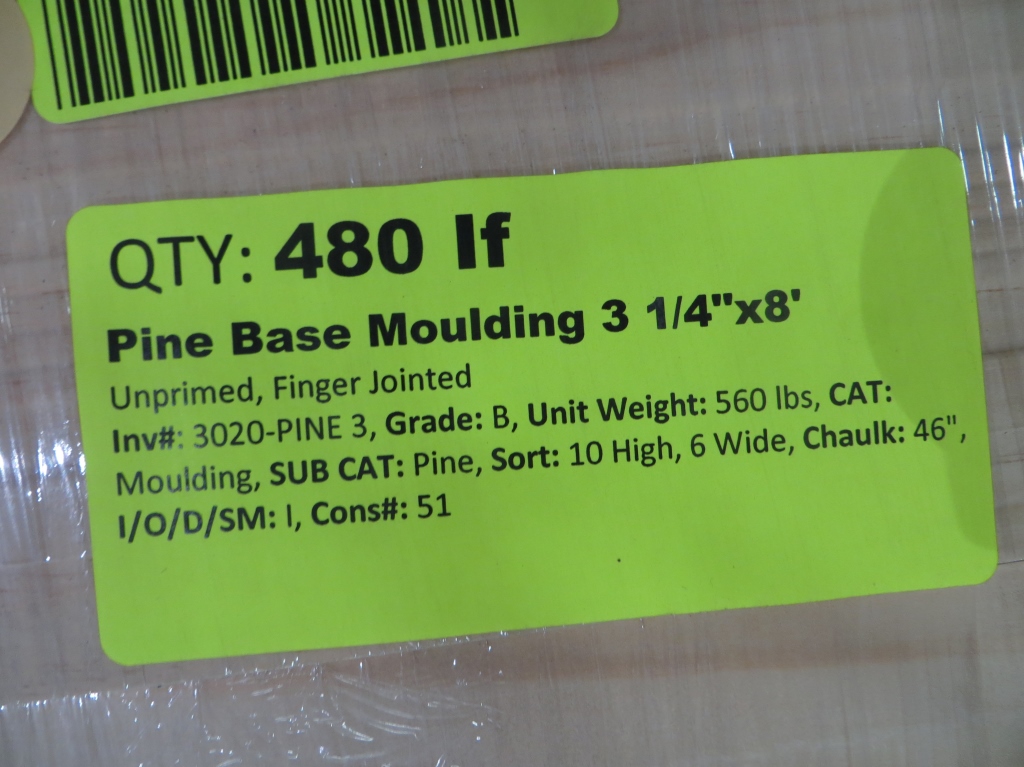 QTY: 480 lf
Pine Base Moulding 3 1/4"x8'
Unprimed, Finger Jointed
Inv#: 3020-PINE 3, Grade: B, Unit Weight: 560 lbs, CAT:
Moulding, SUB CAT: Pine, Sort: 10 High, 6 Wide, Chaulk: 46",
I/O/D/SM: I, Cons#: 51